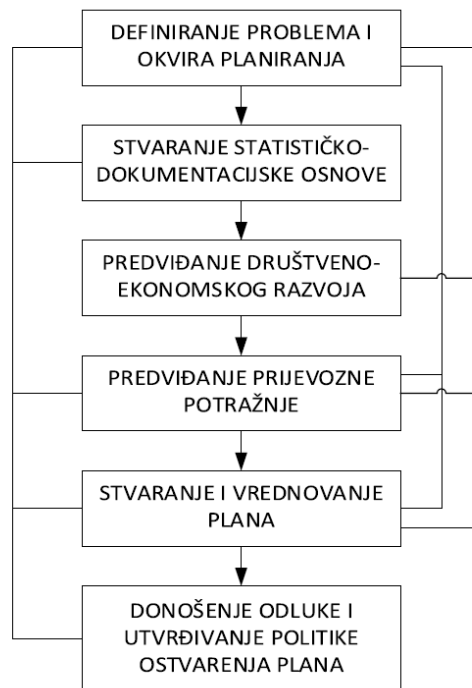 DEFINIRANJE PROBLEMA I
OKVIRA PLANIRANJA
STVARANJE STATISTIČKO-
DOKUMENTACIJSKE OSNOVE
PREDVIĐANJE DRUŠTVENO-
EKONOMSKOG RAZVOJA
PREDVIĐANJE PRIJEVOZNE
POTRAŽNJE
STVARANJE I VREDNOVANJE
PLANA
DONOŠENJE ODLUKE I
UTVRĐIVANJE POLITIKE
OSTVARENJA PLANA